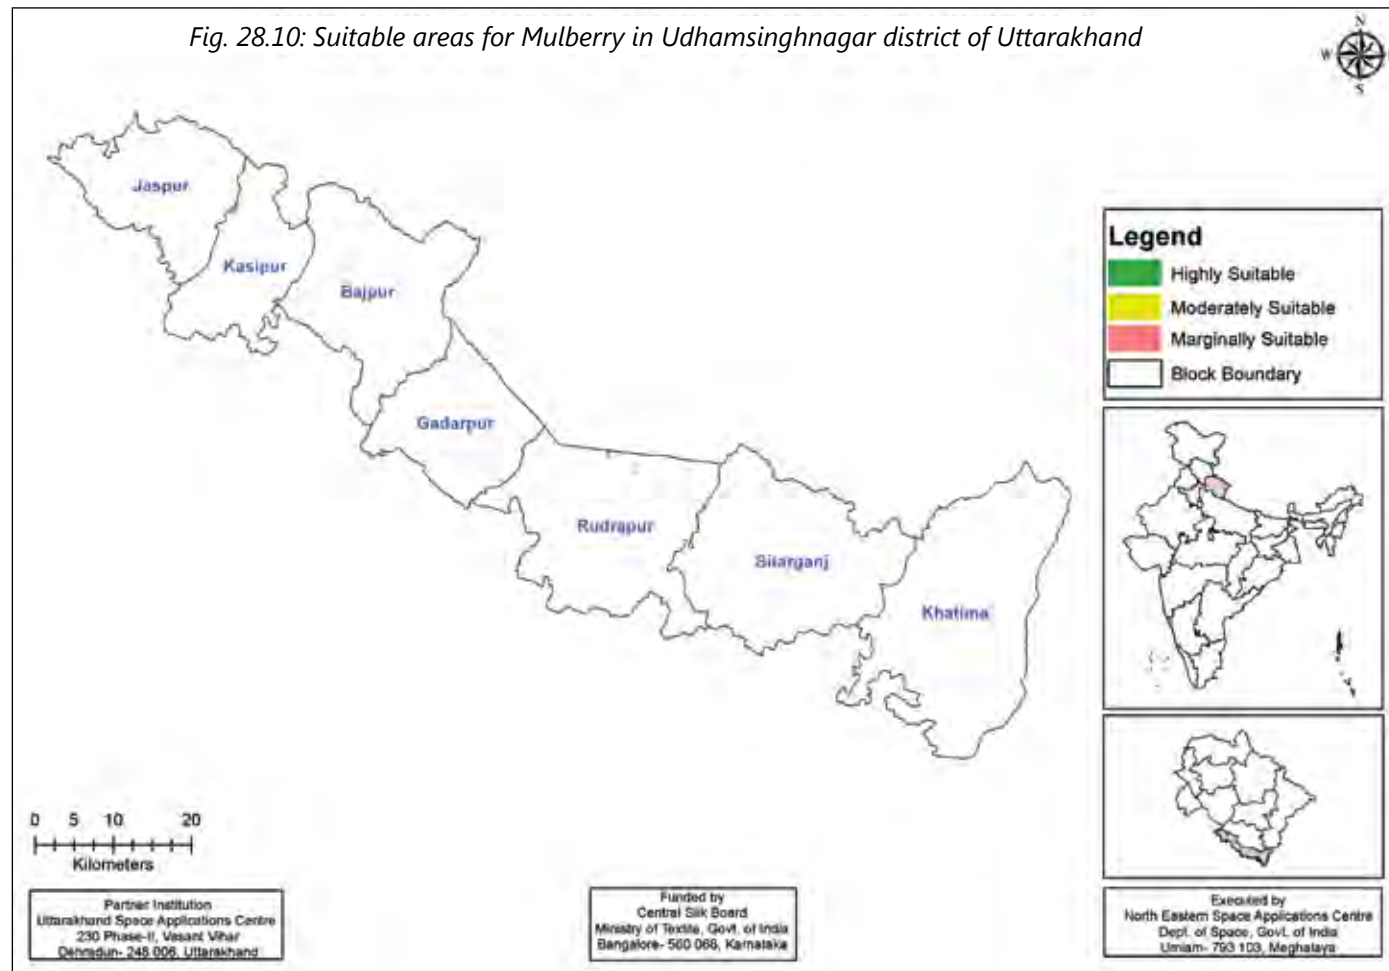 Fig. 28.10: Suitable areas for Mulberry in Udhamsinghnagar district of Uttarakhand
N
W
S
Jaspur
Kasipur
Bajpur
Gadarpur
Rudrapur
Sitarganj
Khatima
Legend
Highly Suitable
Moderately Suitable
Marginally Suitable
Block Boundary
0 5 10 20
Kilometers
Partner Institution
Uttarakhand Space Applications Centre
230 Phase-II, Vasant Vihar
Dehradun- 248 006, Uttarakhand
Funded by
Central Silk Board
Ministry of Textile, Govt. of India
Bangalore- 560 068, Karnataka
Executed by
North Eastern Space Applications Centre
Dept. of Space, Govt. of India
Umiam- 793 103, Meghalaya